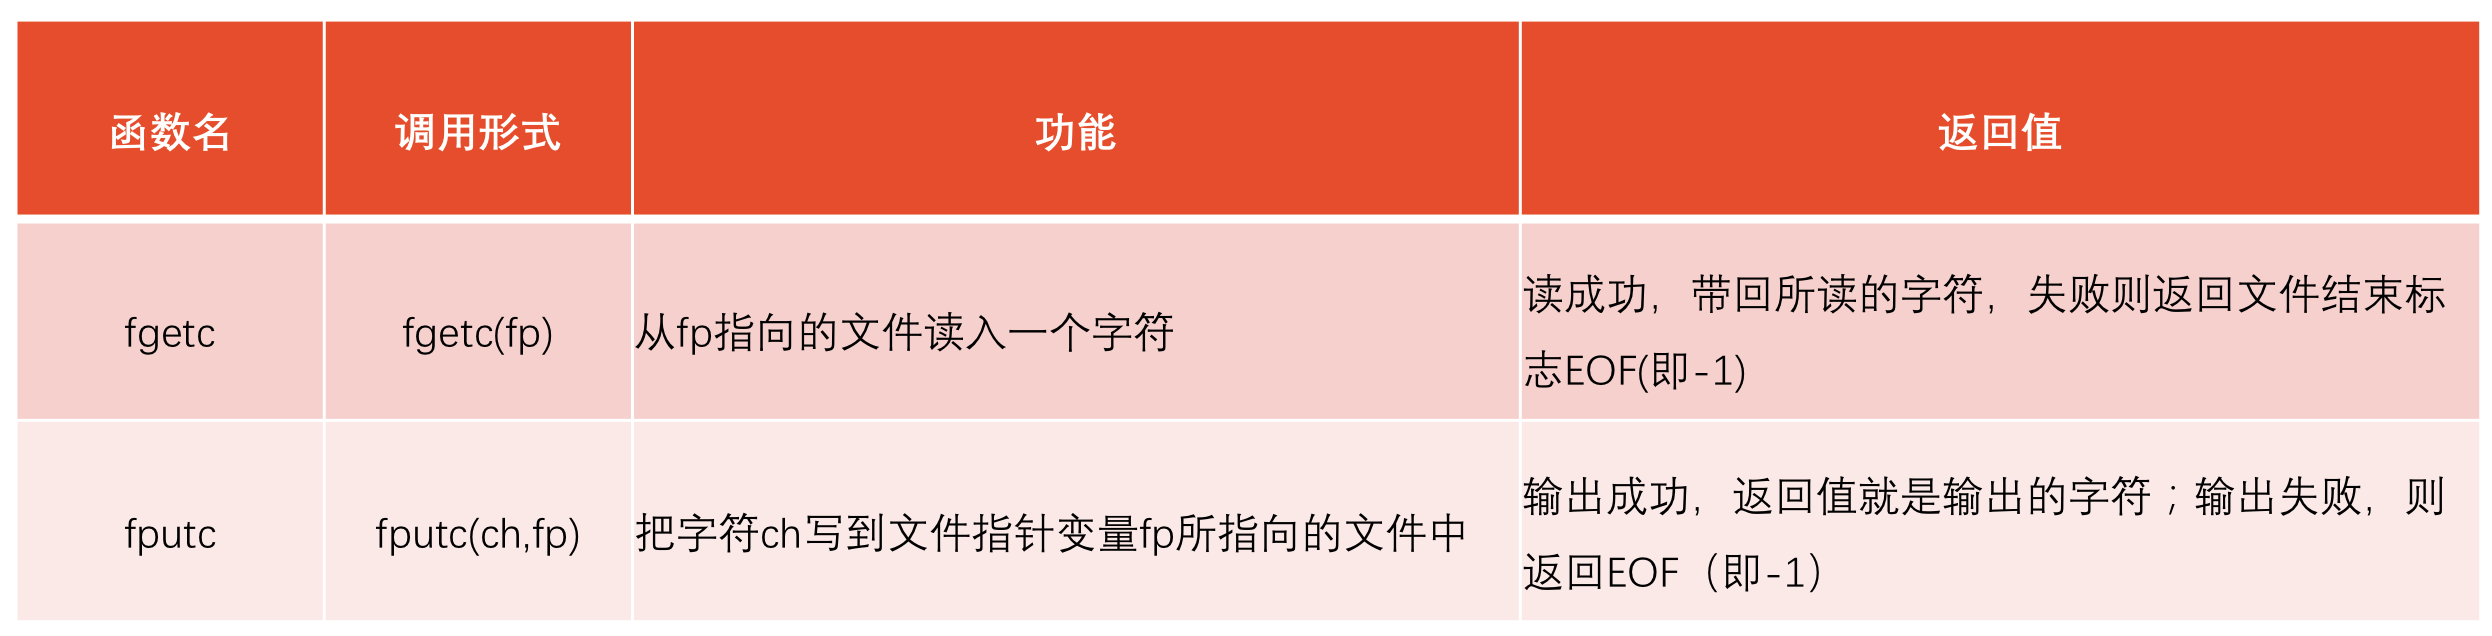 函数名 调用形式 功能 返回值
fgetc fgetc(fp) 从fp指向的文件读入一个字符 读成功，带回所读的字符，失败则返回文件结束标
志EOF(即-1)
fputc fputc(ch,fp) 把字符ch写到文件指针变量fp所指向的文件中 输出成功，返回值就是输出的字符；输出失败，则
返回EOF（即-1）